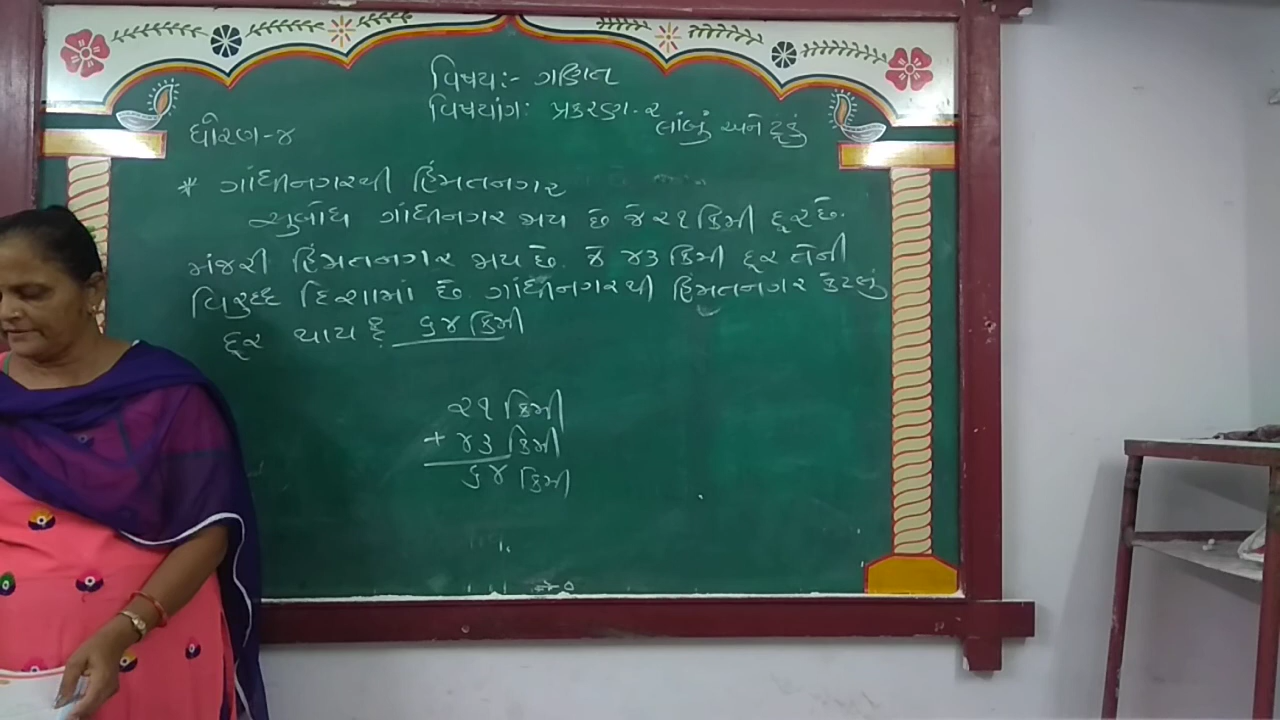 વિષય:- ગણિત
વિષયાંગ: પ્રકરણ-૨
લાંબુ અને ટૂંકું
ધોરણ-૪
* ગાંધીનગરથી હિંમતનગર
સુબોધ ગાંધીનગર જાય છે જે ૨૧ કિમી દૂર છે.
મંજરી હિંમતનગર જાય છે. જે ૪૩ કિમી દૂર તેની
વિરુદ્ધ દિશામાં છે. ગાંધીનગરથી હિંમતનગર કેટલું
દૂર થાય ? ૬૪ કિમી
૨૧ કિમી
+ ૪૩ કિમી
૬૪ કિમી